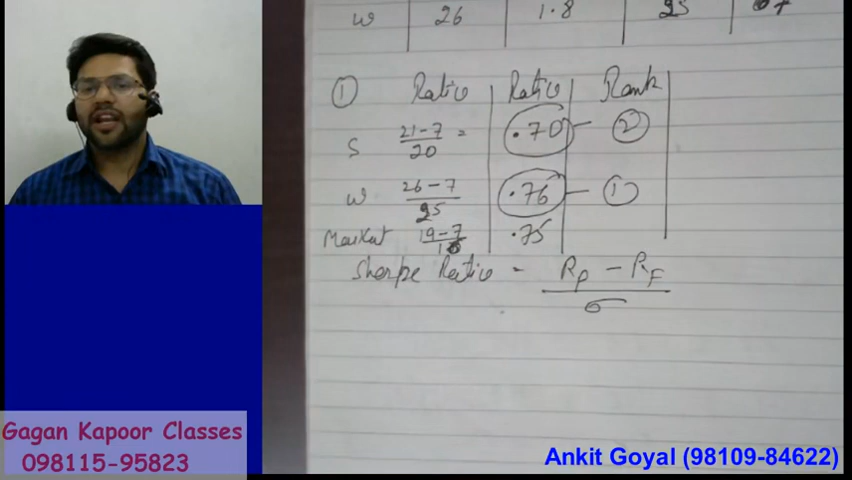 W 26 1.8 25
① Ratio Ratio Rank
S 21-7/20 = .70 - ②
W 26-7/25 .76 - ①
Market 19-7/16 .75
Sharpe Ratio = RP - RF / σ
Gagan Kapoor Classes
098115-95823
Ankit Goyal (98109-84622)